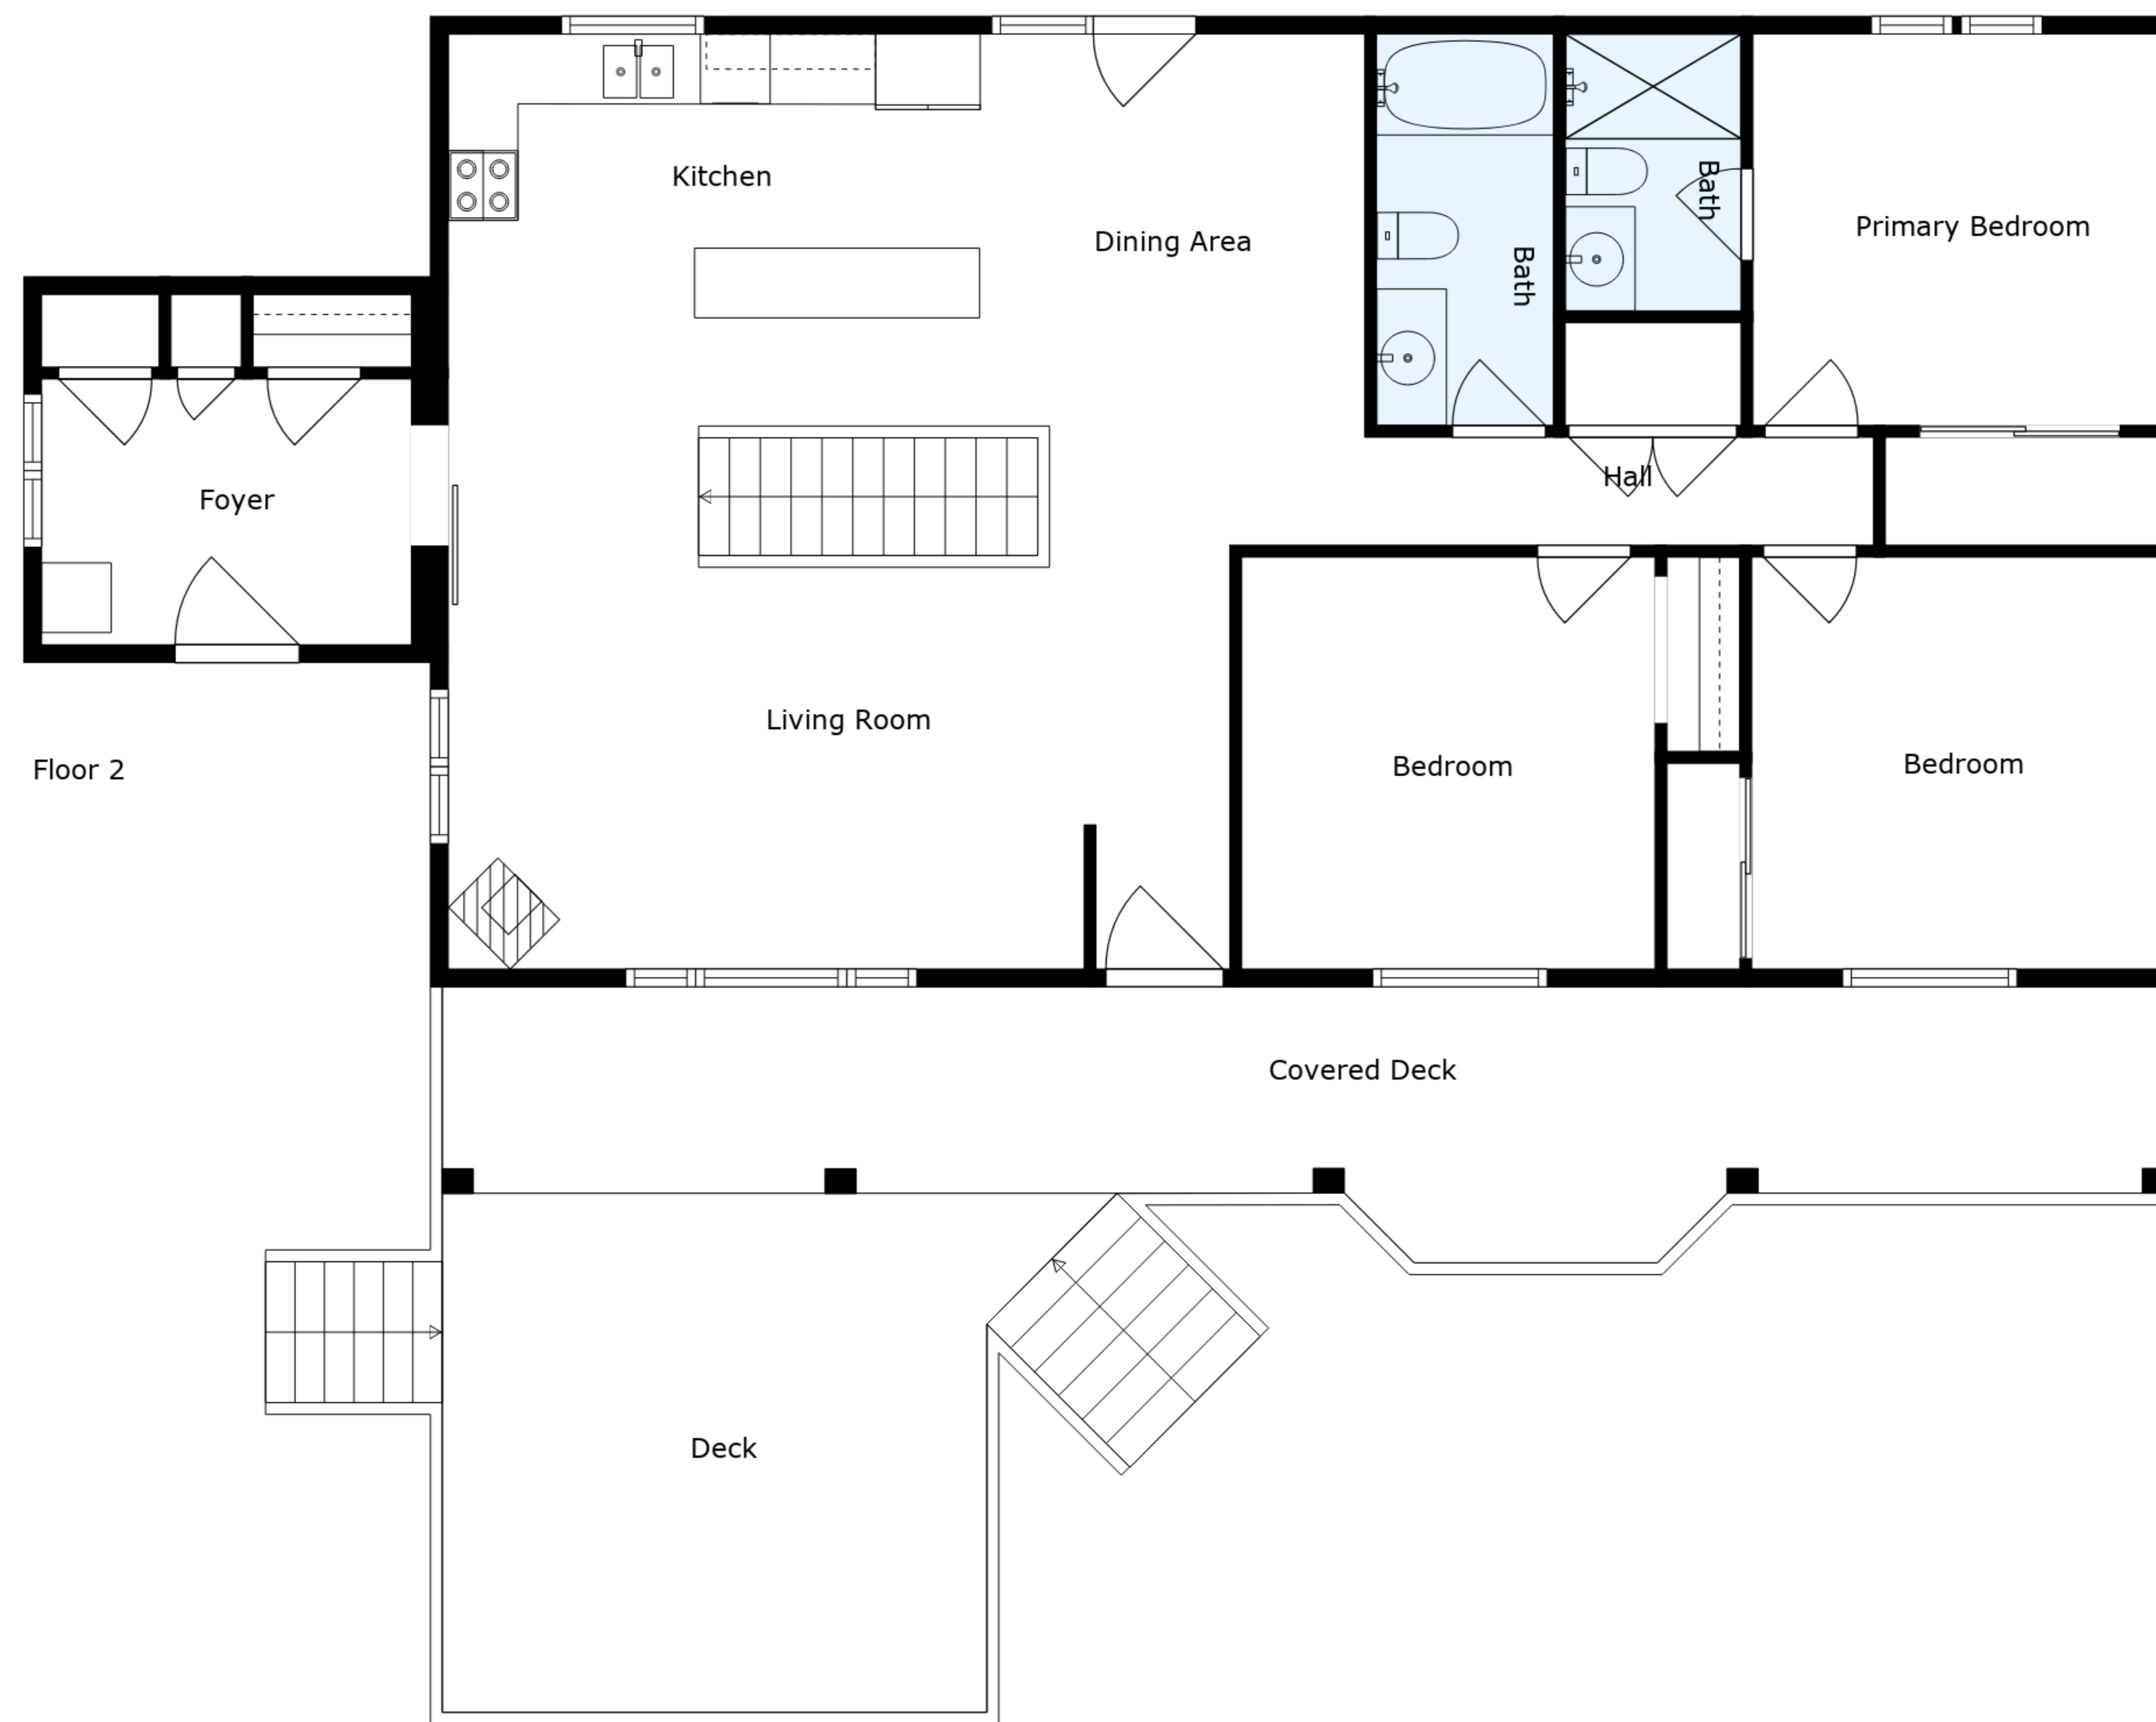 Kitchen
Dining Area
Bath
Bath
Primary Bedroom
Foyer
Hall
Living Room
Floor 2
Bedroom
Bedroom
Covered Deck
Deck